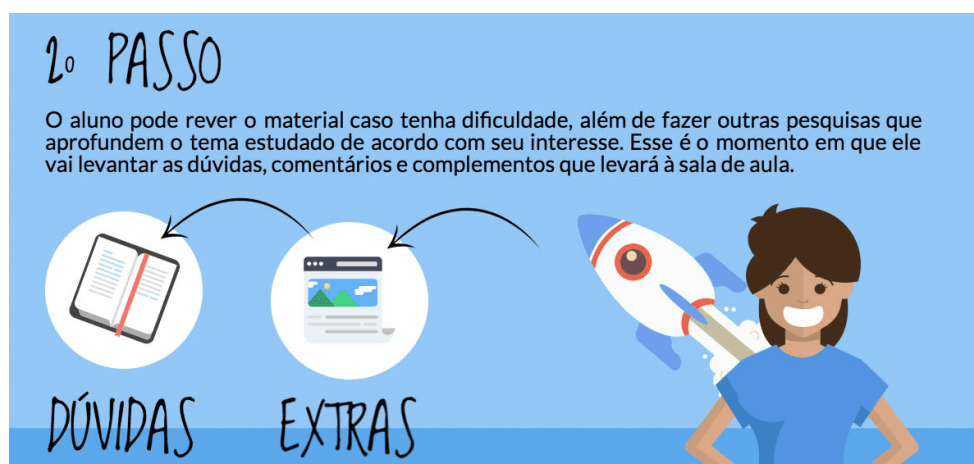 2º PASSO
O aluno pode rever o material caso tenha dificuldade, além de fazer outras pesquisas que
aprofundem o tema estudado de acordo com seu interesse. Esse é o momento em que ele
vai levantar as dúvidas, comentários e complementos que levará à sala de aula.
DÚVIDAS
EXTRAS